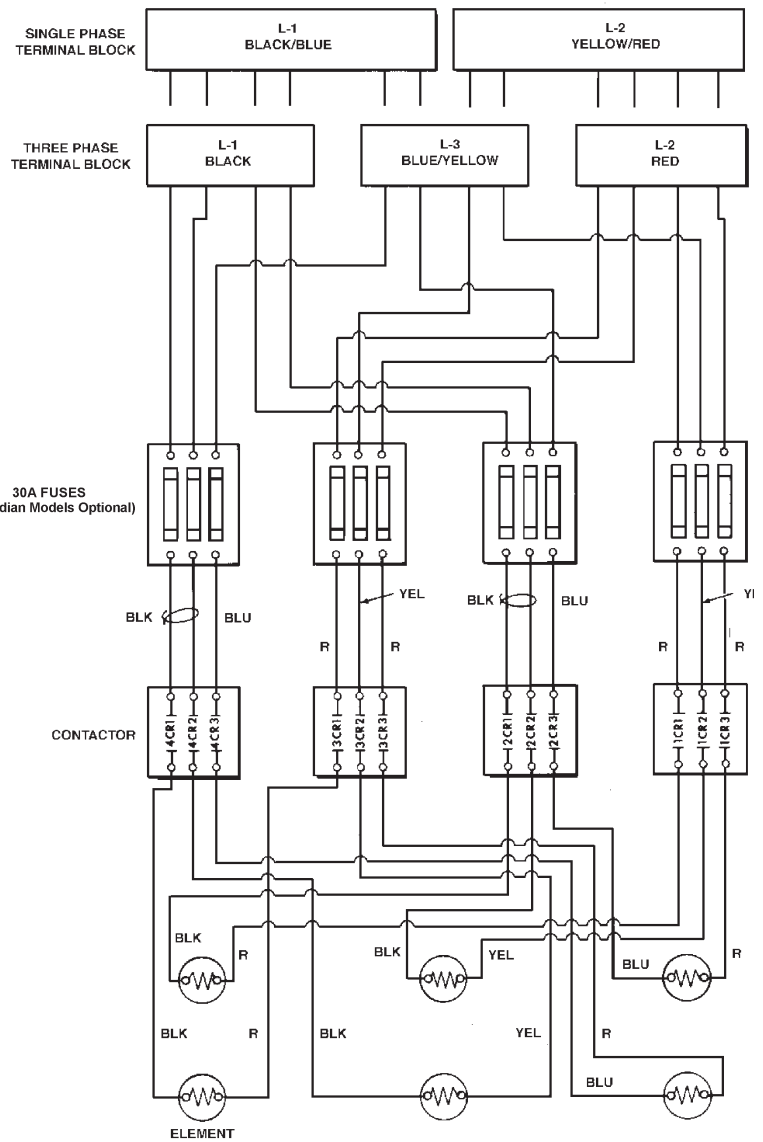 SINGLE PHASE
TERMINAL BLOCK
L-1
BLACK/BLUE
L-2
YELLOW/RED
THREE PHASE
TERMINAL BLOCK
L-1
BLACK
L-3
BLUE/YELLOW
L-2
RED
30A FUSES
dian Models Optional)
BLK
BLU
YEL
R
R
BLK
BLU
YI
R
R
CONTACTOR
4CR1
4CR2
4CR3
3CR1
3CR2
3CR3
2CR1
2CR2
2CR3
1CR1
1CR2
1CR3
BLK
R
BLK
YEL
BLU
R
BLK
R
BLK
YEL
R
BLU
ELEMENT